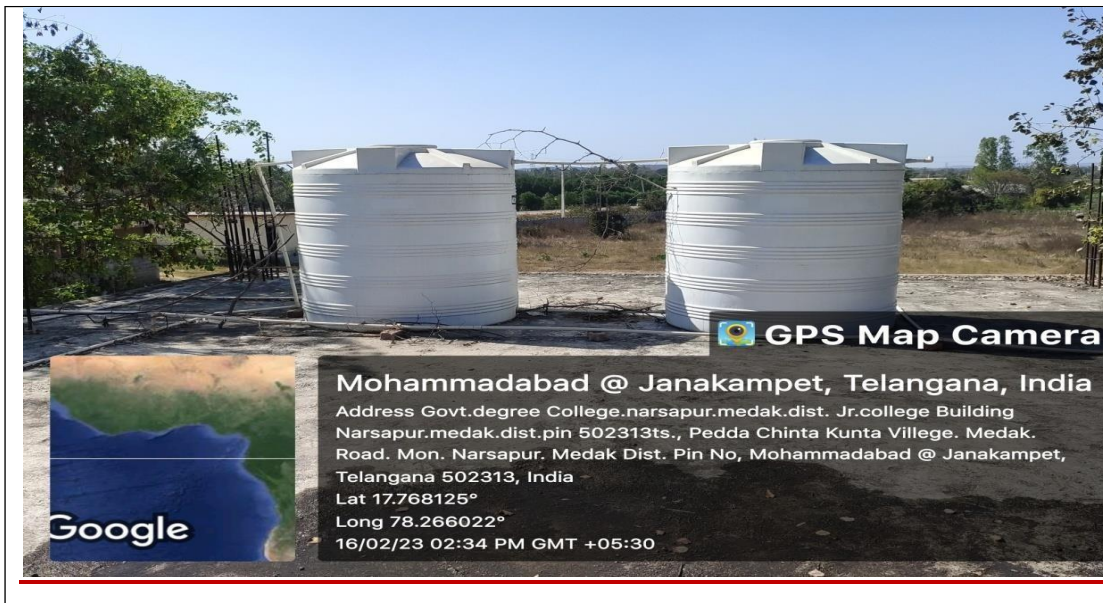 GPS Map Camera
Mohammadabad @ Janakampet, Telangana, India
Address Govt.degree College.narsapur.medak.dist. Jr.college Building
Narsapur.medak.dist.pin 502313ts., Pedda Chinta Kunta Villege. Medak.
Road. Mon. Narsapur. Medak Dist. Pin No, Mohammadabad @ Janakampet,
Telangana 502313, India
Lat 17.768125°
Long 78.266022°
16/02/23 02:34 PM GMT +05:30
Google